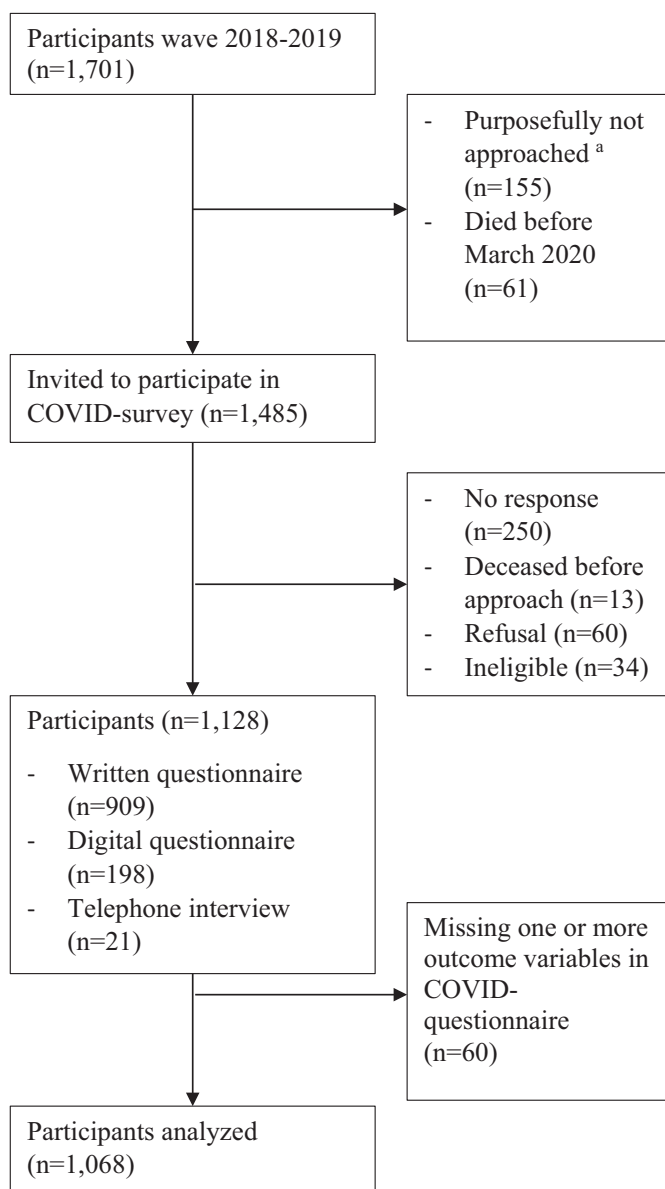 Participants wave 2018-2019
(n=1,701)
- Purposefully not
approached a
(n=155)
- Died before
March 2020
(n=61)
Invited to participate in
COVID-survey (n=1,485)
- No response
(n=250)
- Deceased before
approach (n=13)
- Refusal (n=60)
- Ineligible (n=34)
Participants (n=1,128)
- Written questionnaire
(n=909)
- Digital questionnaire
(n=198)
- Telephone interview
(n=21)
Missing one or more
outcome variables in
COVID-
questionnaire
(n=60)
Participants analyzed
(n=1,068)